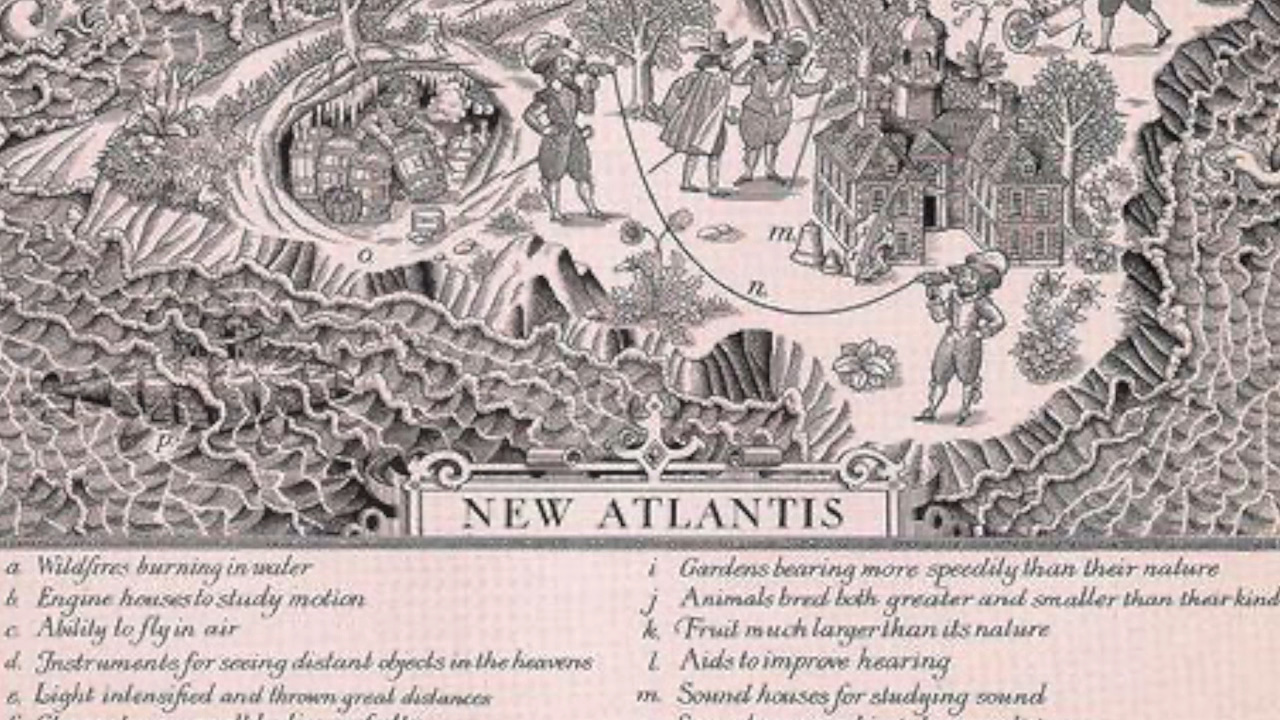 k
m
n
o
p
NEW ATLANTIS
a Wildfires burning in water
b. Engine houses to study motion
c. Ability to fly in air
d. Instruments for seeing distant objects in the heavens
e. Light intensified and thrown great distances
i Gardens bearing more speedily than their nature
j Animals bred both greater and smaller than their kind
k. Fruit much larger than its nature
l. Aids to improve hearing
m. Sound houses for studying sound